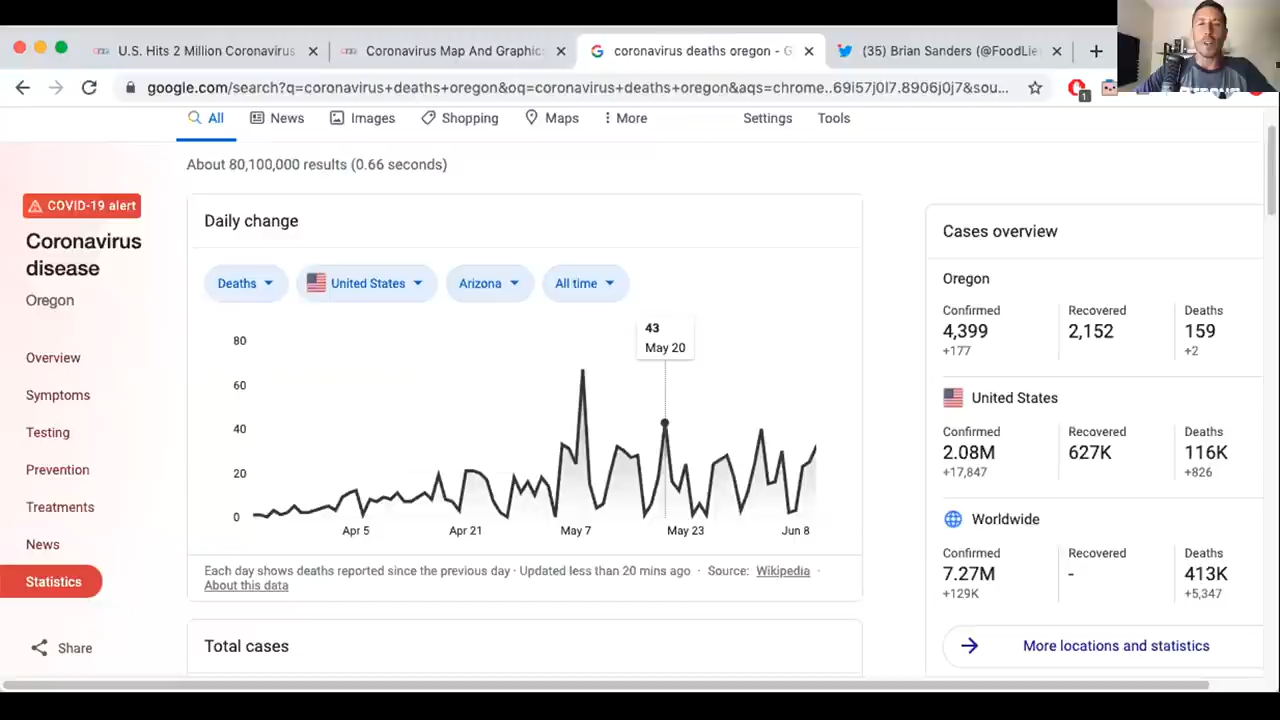 U.S. Hits 2 Million Coronavirus
Coronavirus Map And Graphic
coronavirus deaths oregon - G
(35) Brian Sanders (@FoodLie
google.com/search?q=coronavirus+deaths+oregon&oq=coronavirus+deaths+oregon&aqs=chrome..69i57j0l7.8906j0j7&sou...
1
All News Images Shopping Maps More Settings Tools
About 80,100,000 results (0.66 seconds)
COVID-19 alert
Coronavirus
disease
Oregon
Overview
Symptoms
Testing
Prevention
Treatments
News
Statistics
Share
Daily change
Deaths United States Arizona All time
43
May 20
80
60
40
20
0
Apr 5 Apr 21 May 7 May 23 Jun 8
Each day shows deaths reported since the previous day · Updated less than 20 mins ago · Source: Wikipedia ·
About this data
Total cases
Cases overview
Oregon
Confirmed Recovered Deaths
4,399 2,152 159
+177 +2
United States
Confirmed Recovered Deaths
2.08M 627K 116K
+17,847 +826
Worldwide
Confirmed Recovered Deaths
7.27M - 413K
+129K +5,347
More locations and statistics